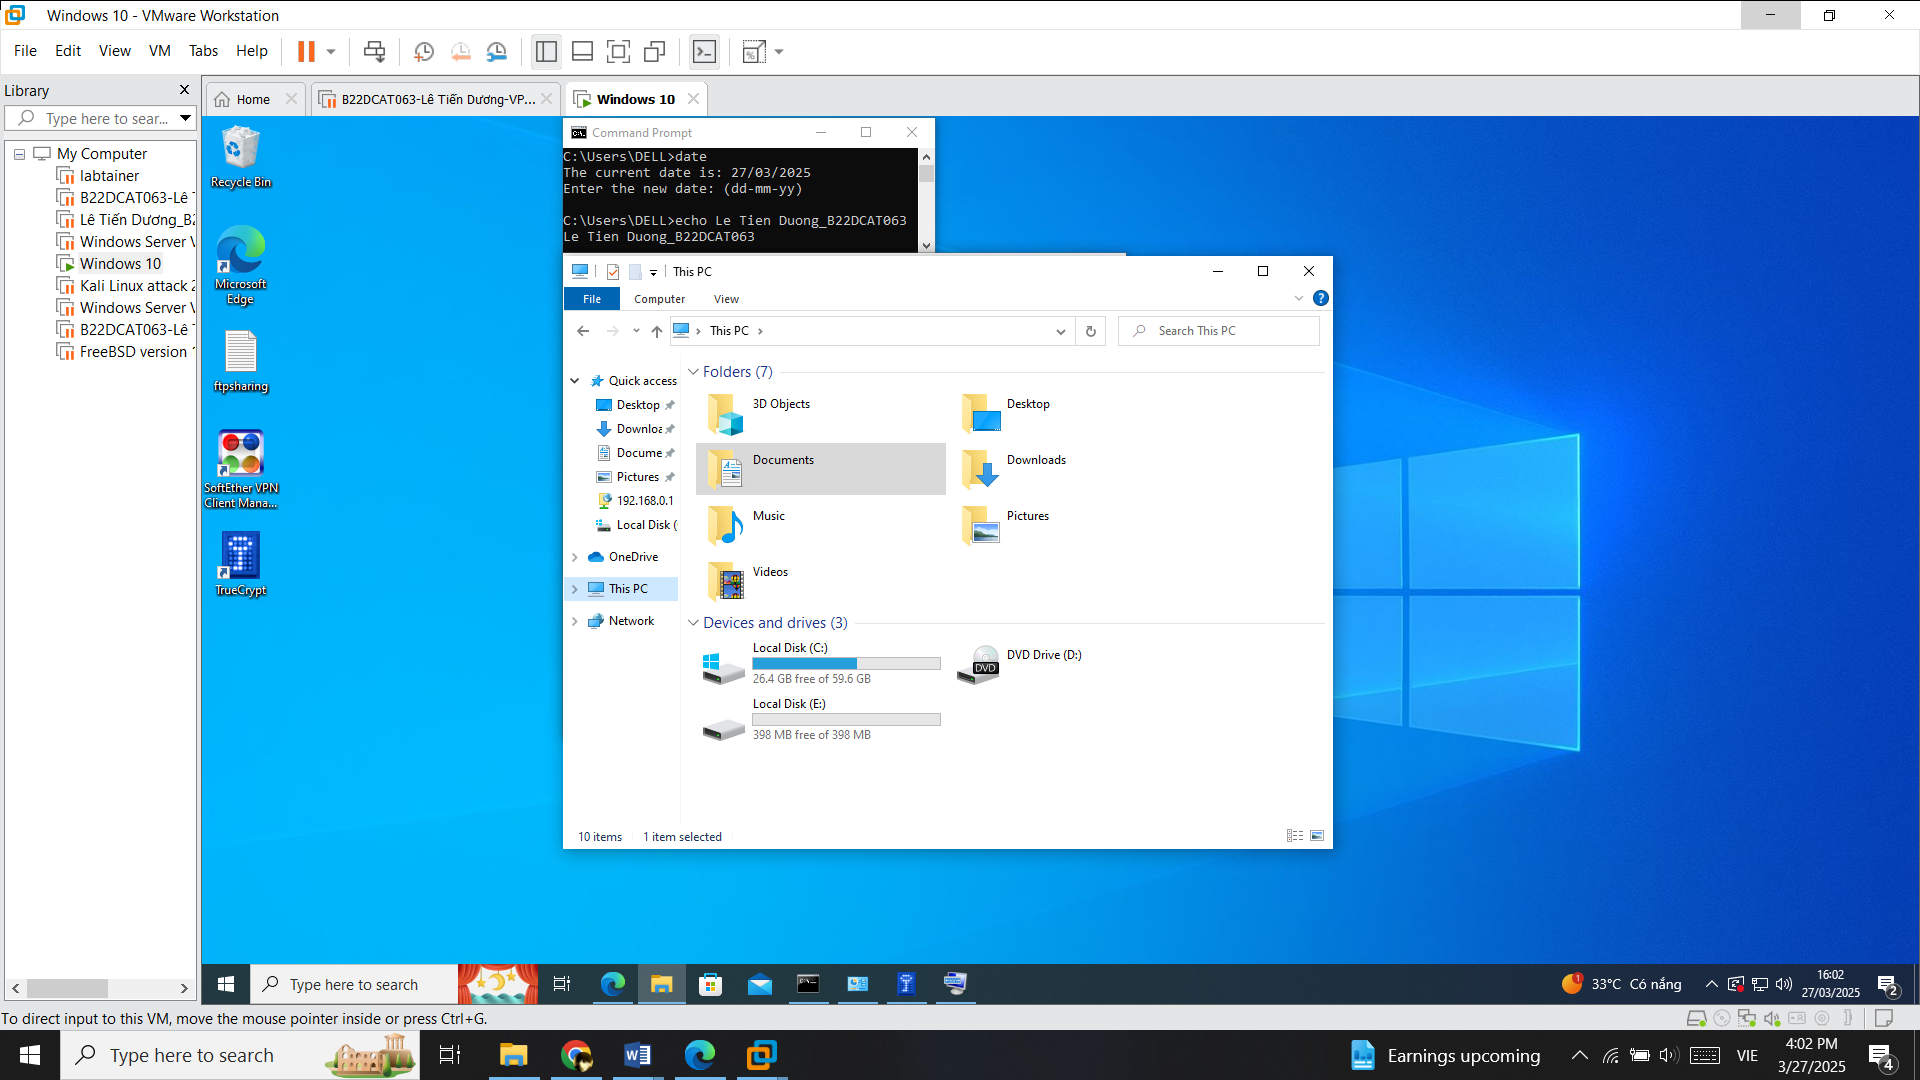 Windows 10 - VMware Workstation
File Edit View VM Tabs Help
Library
Type here to sear...
My Computer
labtainer
B22DCAT063-Lê T
Lê Tiến Dương_B2
Windows Server V
Windows 10
Kali Linux attack 2
Windows Server V
B22DCAT063-Lê T
FreeBSD version 1
Home
B22DCAT063-Lê Tiến Dương-VP...
Windows 10
Recycle Bin
Microsoft
Edge
ftpsharing
SoftEther VPN
Client Mana...
TrueCrypt
Command Prompt
C:\Users\DELL>date
The current date is: 27/03/2025
Enter the new date: (dd-mm-yy)
C:\Users\DELL>echo Le Tien Duong_B22DCAT063
Le Tien Duong_B22DCAT063
This PC
File Computer View
This PC
Search This PC
Quick access
Desktop
Downloa
Docume
Pictures
192.168.0.1
Local Disk (
OneDrive
This PC
Network
Folders (7)
3D Objects
Desktop
Documents
Downloads
Music
Pictures
Videos
Devices and drives (3)
Local Disk (C:)
26.4 GB free of 59.6 GB
DVD
DVD Drive (D:)
Local Disk (E:)
398 MB free of 398 MB
10 items 1 item selected
Type here to search
1
33°C Có nắng
16:02
27/03/2025
2
To direct input to this VM, move the mouse pointer inside or press Ctrl+G.
Type here to search
Earnings upcoming
VIE
4:02 PM
3/27/2025
4